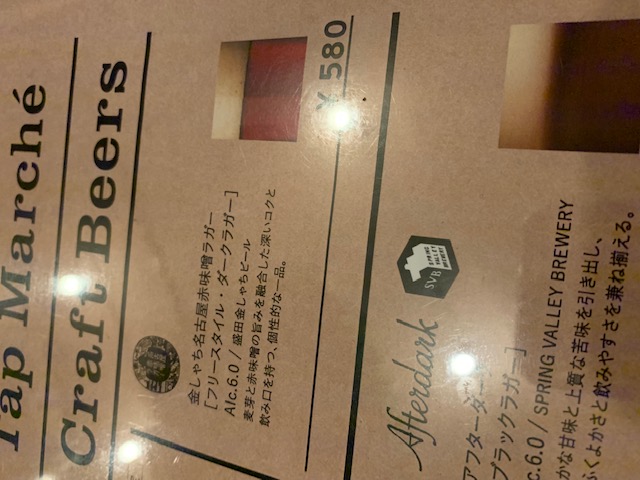 Tap Marché
Craft Beers
金しゃち名古屋赤味噌ラガー
[フリースタイル・ダークラガー]
Alc.6.0 / 盛田金しゃちビール
麦芽と赤味噌の旨みを融合した深いコクと
飲み口を持つ、個性的な一品。
¥ 580
SVB
SPRING
VALLEY
BREWERY
Afterdark
アフターダー
ブラックラガー]
c.6.0 / SPRING VALLEY BREWERY
かな甘味と上質な苦味を引き出し、
ふくよかさと飲みやすさを兼ね揃える。